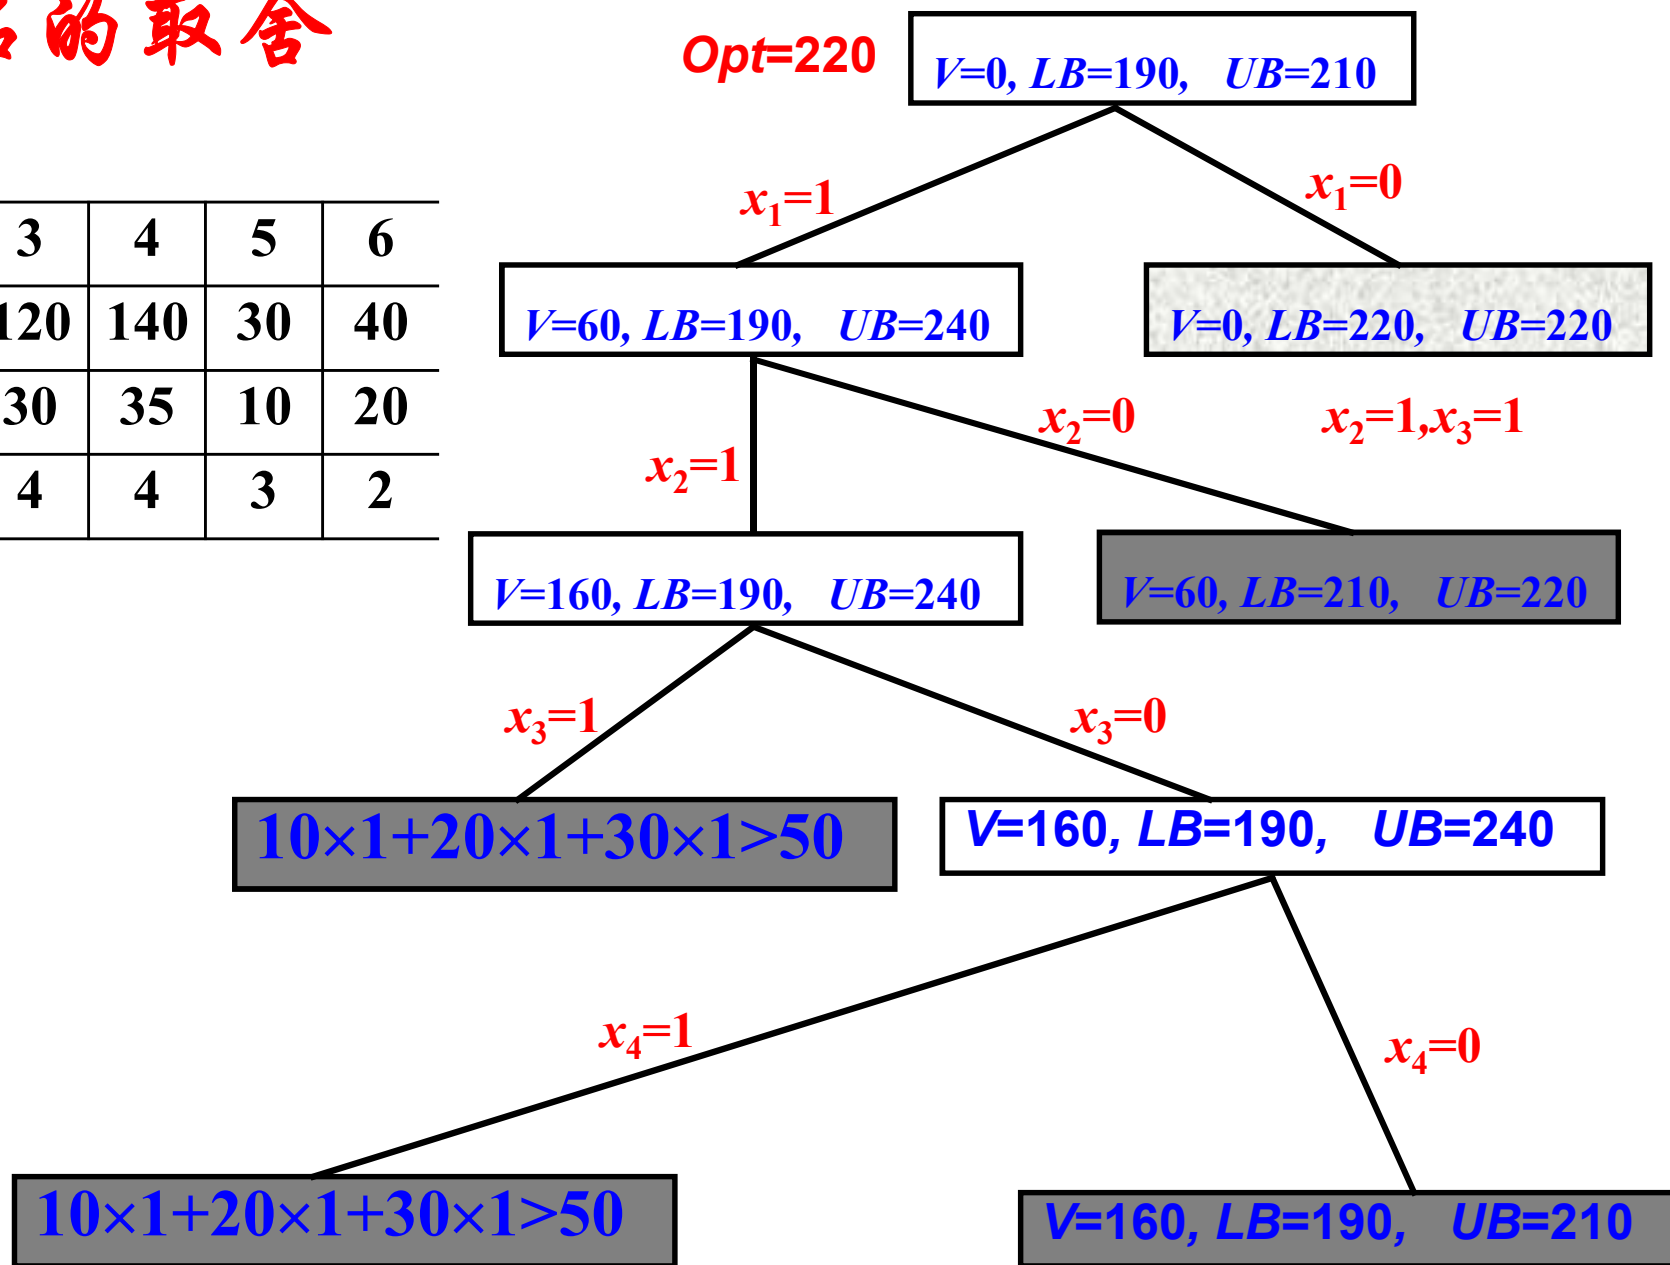 的取舍
Opt=220
V=0, LB=190, UB=210
x₁=1
x₁=0
3 4 5 6
120 140 30 40
30 35 10 20
4 4 3 2
V=60, LB=190, UB=240
V=0, LB=220, UB=220
x₂=1
x₂=0
x₂=1,x₃=1
V=160, LB=190, UB=240
V=60, LB=210, UB=220
x₃=1
x₃=0
10×1+20×1+30×1>50
V=160, LB=190, UB=240
x₄=1
x₄=0
10×1+20×1+30×1>50
V=160, LB=190, UB=210